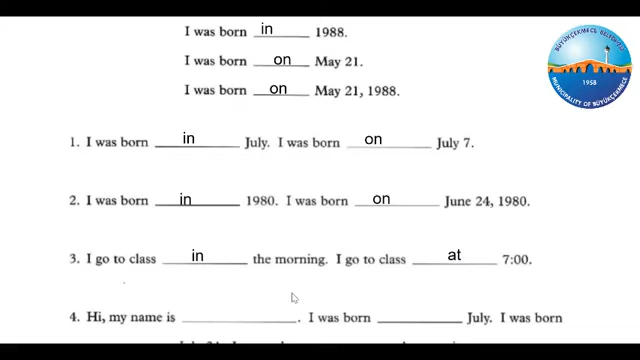 I was born in 1988.
I was born on May 21.
I was born on May 21, 1988.
1. I was born in July. I was born on July 7.
2. I was born in 1980. I was born on June 24, 1980.
3. I go to class in the morning. I go to class at 7:00.
4. Hi, my name is ____________. I was born ____________ July. I was born
BÜYÜKÇEKMECE BELEDİYESİ
1958
MUNICIPALITY OF BÜYÜKÇEKMECE